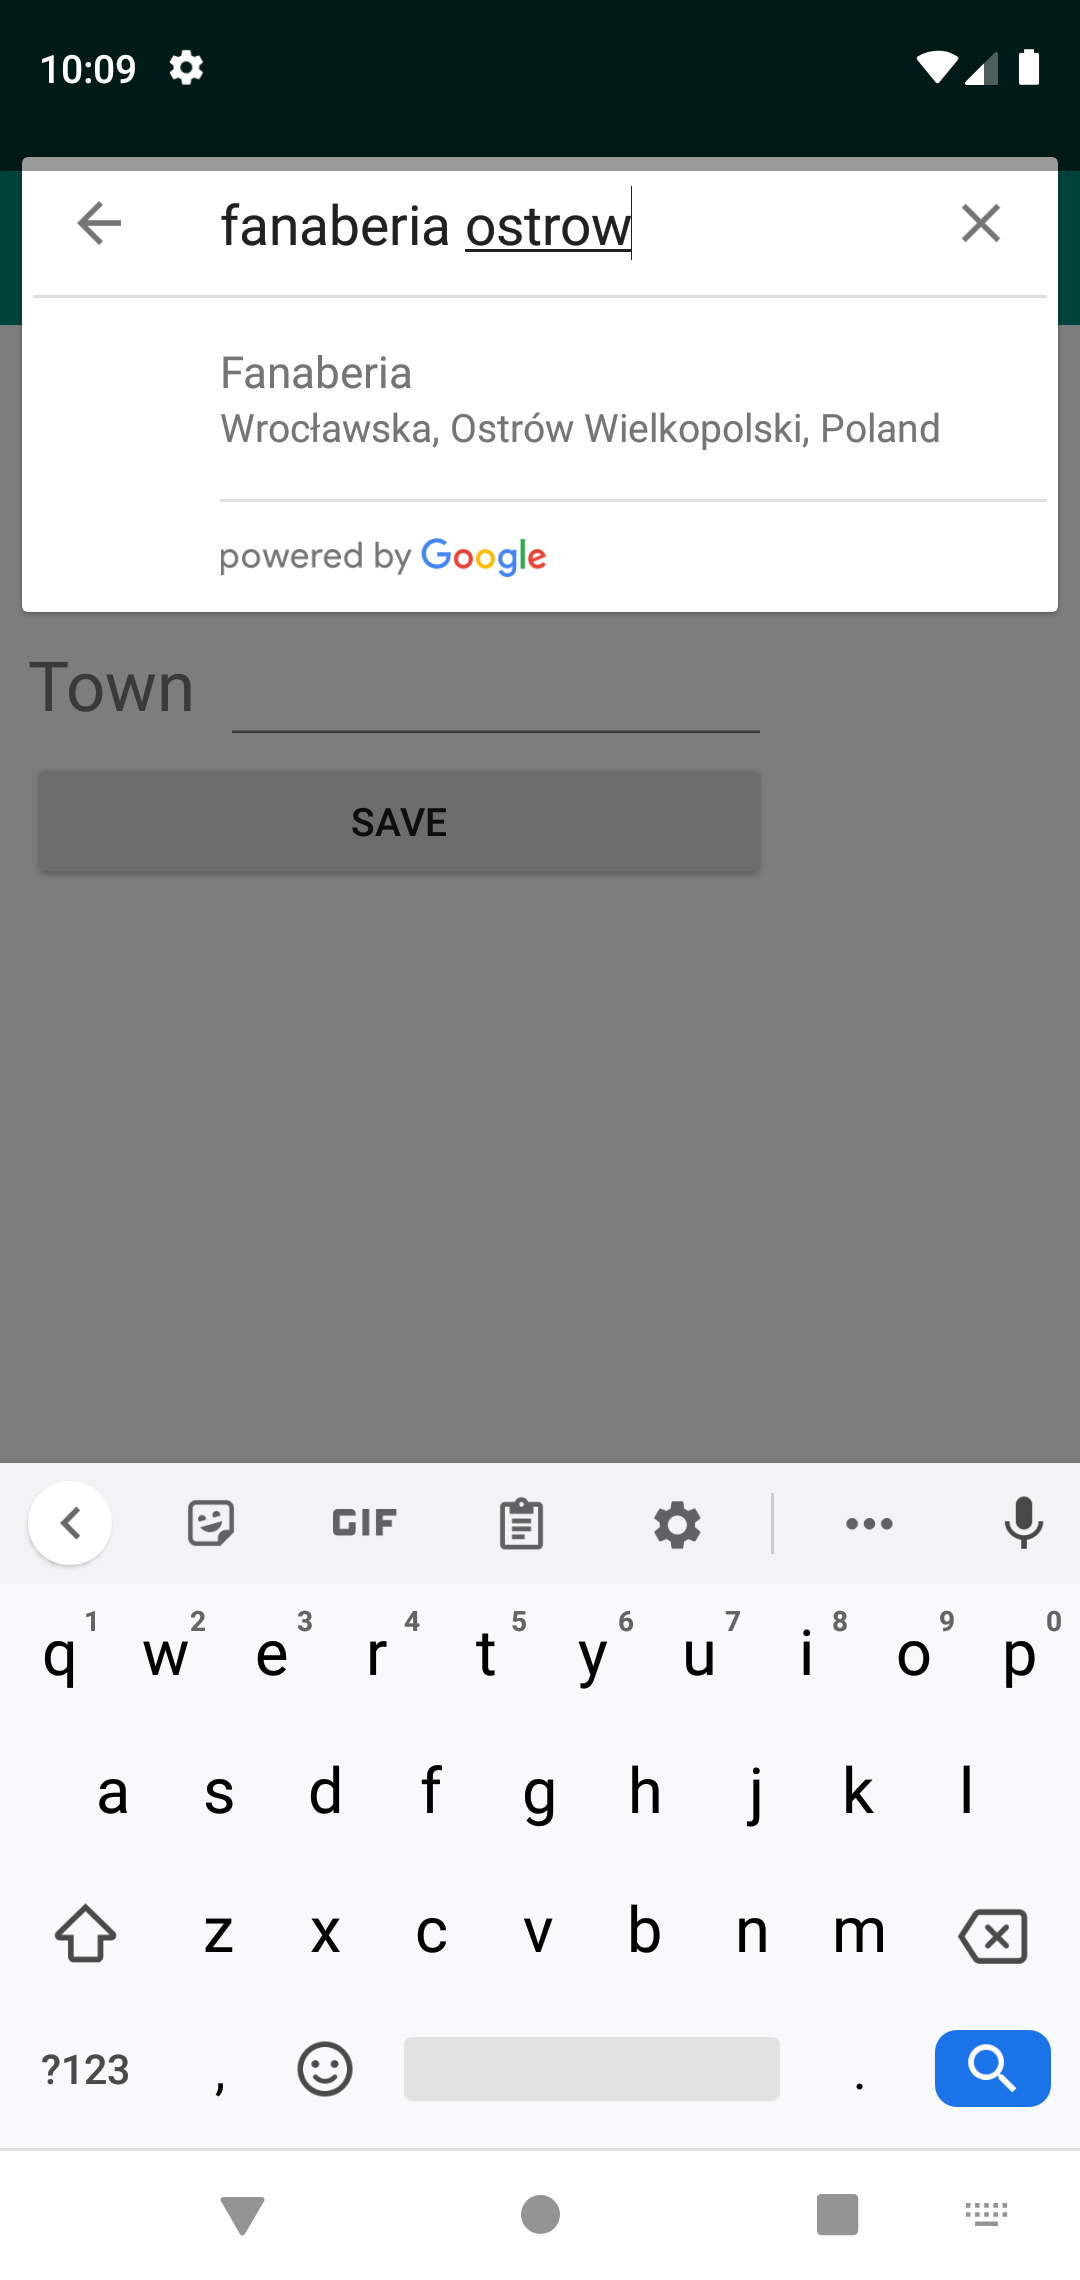 10:09
fanaberia ostrow
Fanaberia
Wrocławska, Ostrów Wielkopolski, Poland
powered by Google
Town
SAVE
GIF
1 2 3 4 5 6 7 8 9 0
q w e r t y u i o p
a s d f g h j k l
z x c v b n m
?123 , .